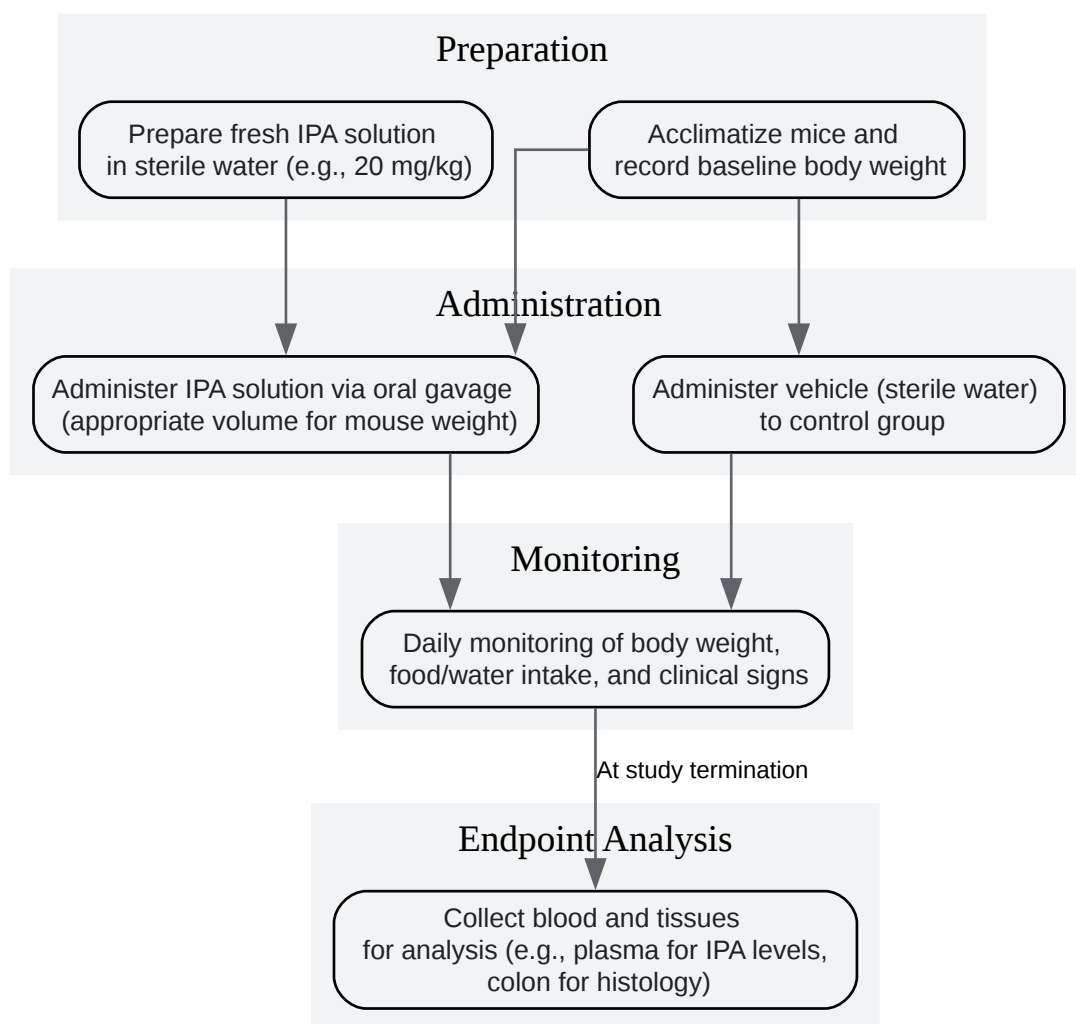 Preparation
Prepare fresh IPA solution
in sterile water (e.g., 20 mg/kg)
Acclimatize mice and
record baseline body weight
Administration
Administer IPA solution via oral gavage
(appropriate volume for mouse weight)
Administer vehicle (sterile water)
to control group
Monitoring
Daily monitoring of body weight,
food/water intake, and clinical signs
At study termination
Endpoint Analysis
Collect blood and tissues
for analysis (e.g., plasma for IPA levels,
colon for histology)